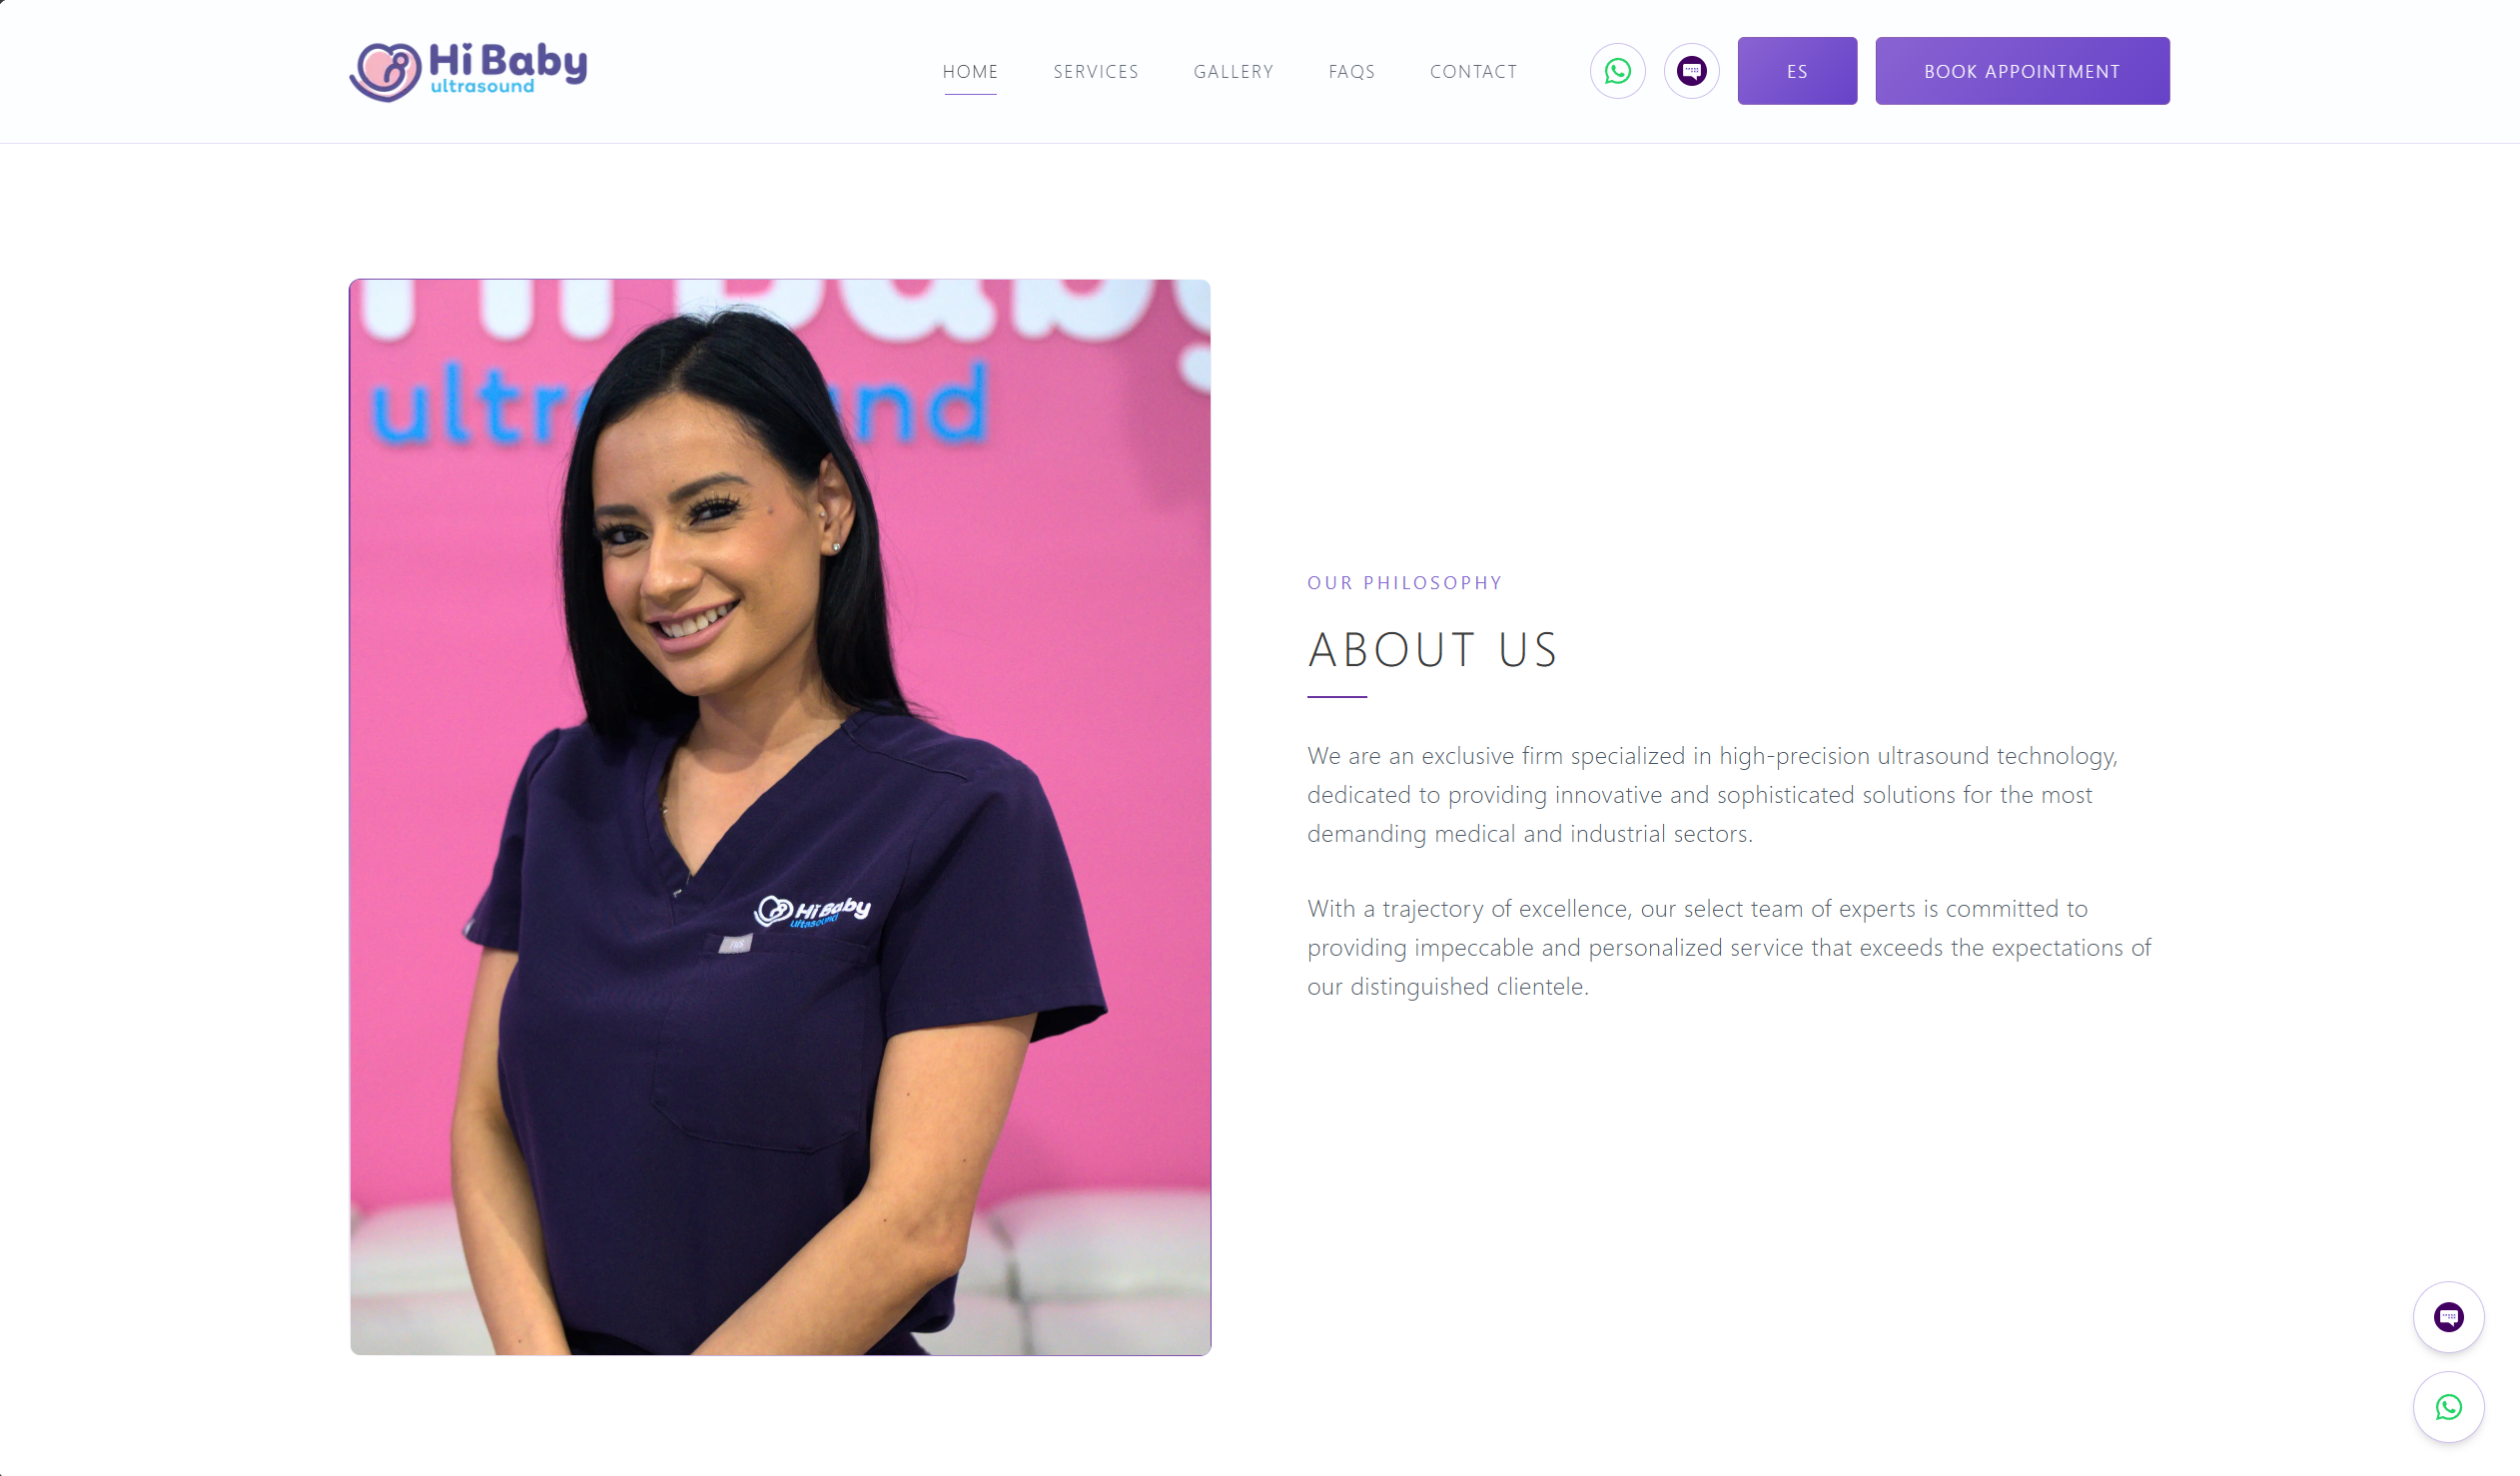 Hi Baby
ultrasound
HOME
SERVICES
GALLERY
FAQS
CONTACT
ES
BOOK APPOINTMENT
Hi Baby
Hi Baby
ultrasound
OUR PHILOSOPHY
ABOUT US
We are an exclusive firm specialized in high-precision ultrasound technology,
dedicated to providing innovative and sophisticated solutions for the most
demanding medical and industrial sectors.
With a trajectory of excellence, our select team of experts is committed to
providing impeccable and personalized service that exceeds the expectations of
our distinguished clientele.